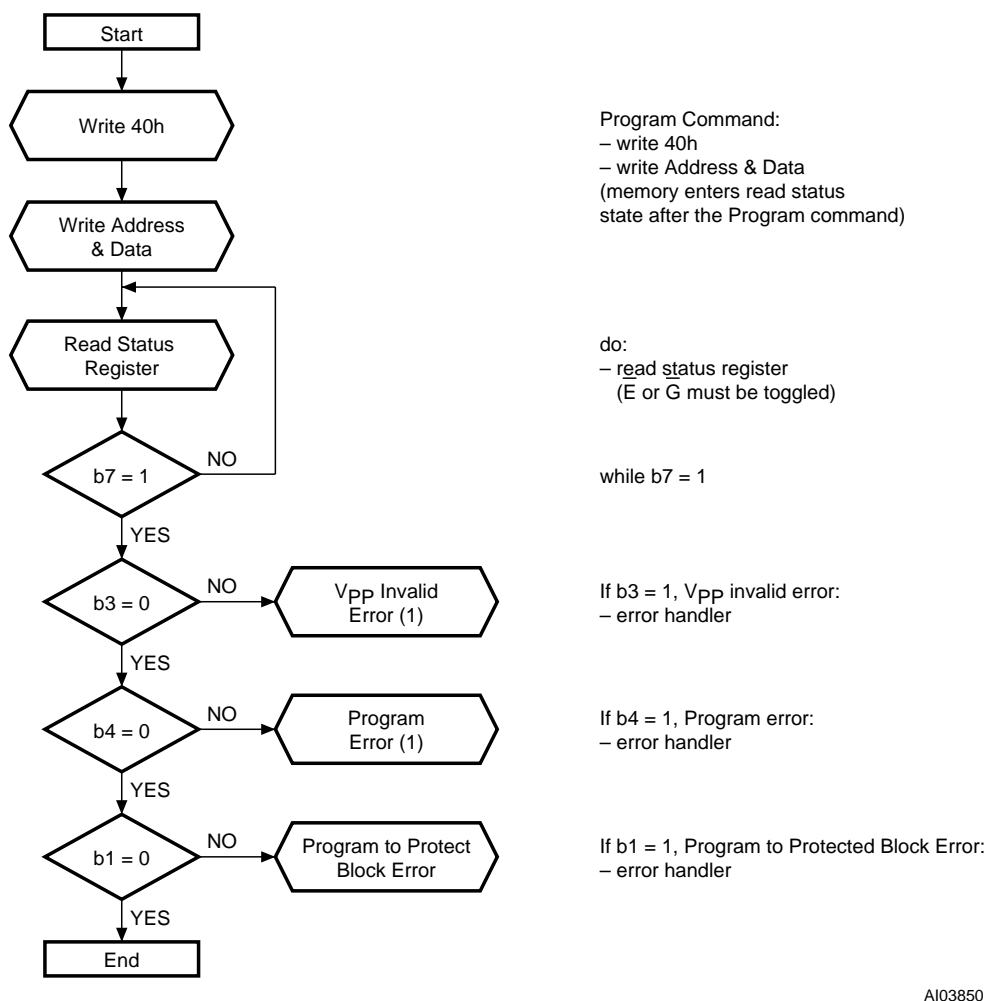 Start
Write 40h
Program Command:
– write 40h
– write Address & Data
(memory enters read status
state after the Program command)
Write Address
& Data
Read Status
Register
do:
– read status register
(E̅ or G̅ must be toggled)
b7 = 1
NO
while b7 = 1
YES
b3 = 0
NO
VPP Invalid
Error (1)
If b3 = 1, VPP invalid error:
– error handler
YES
b4 = 0
NO
Program
Error (1)
If b4 = 1, Program error:
– error handler
YES
b1 = 0
NO
Program to Protect
Block Error
If b1 = 1, Program to Protected Block Error:
– error handler
YES
End
AI03850